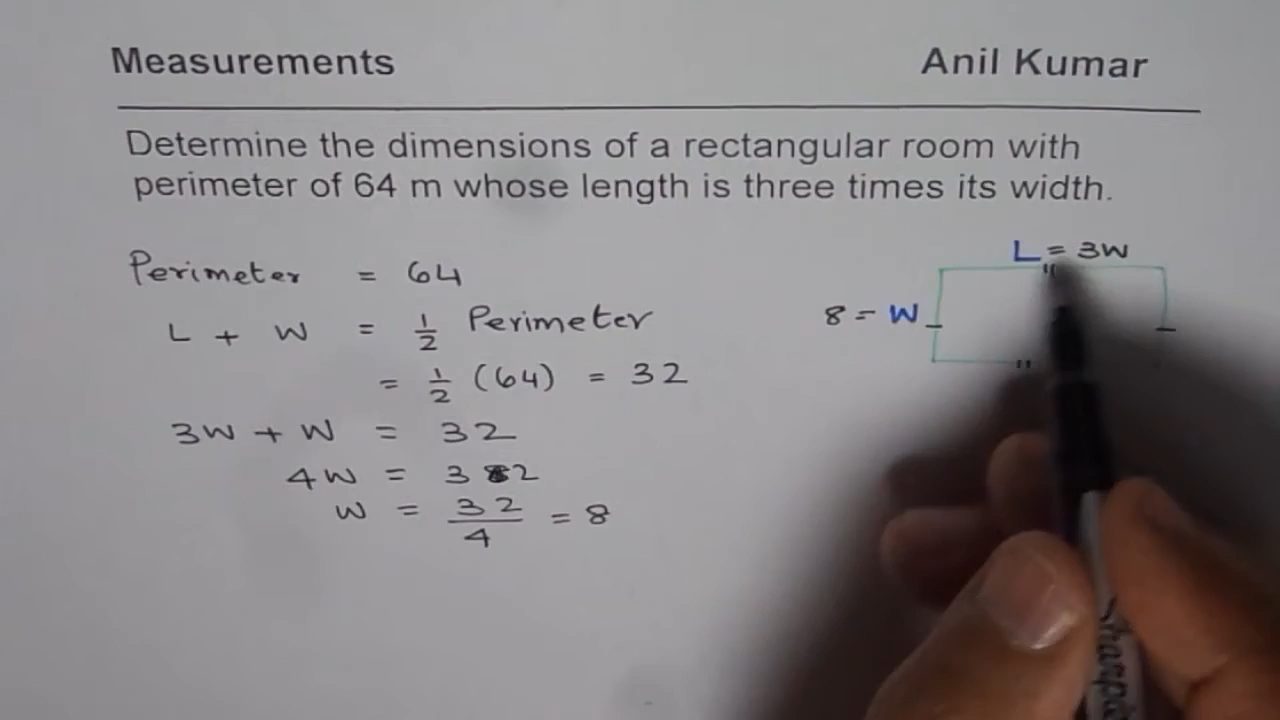 Measurements Anil Kumar
Determine the dimensions of a rectangular room with
perimeter of 64 m whose length is three times its width.
L = 3W
Perimeter = 64
8 = W
L + W = 1/2 Perimeter
= 1/2 (64) = 32
3W + W = 32
4W = 32
W = 32/4 = 8
Sharpi